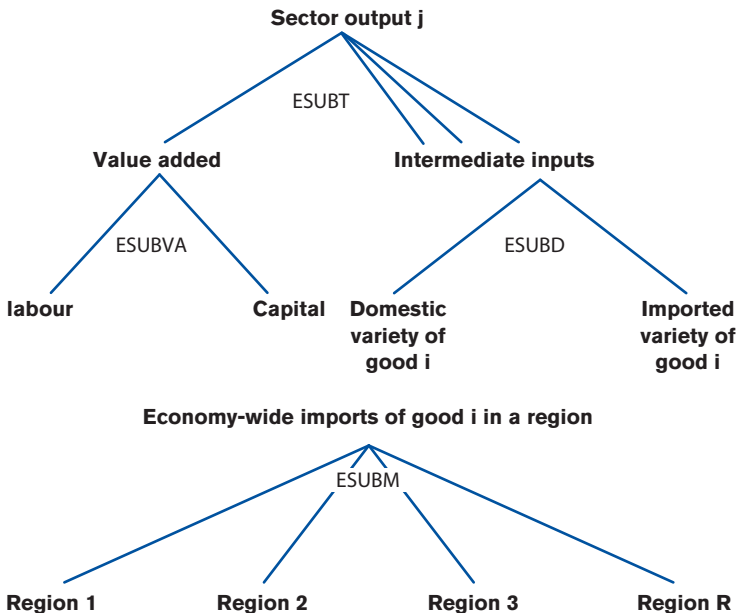 Sector output j
ESUBT
Value added
Intermediate inputs
ESUBVA
ESUBD
labour
Capital
Domestic
variety of
good i
Imported
variety of
good i
Economy-wide imports of good i in a region
ESUBM
Region 1
Region 2
Region 3
Region R